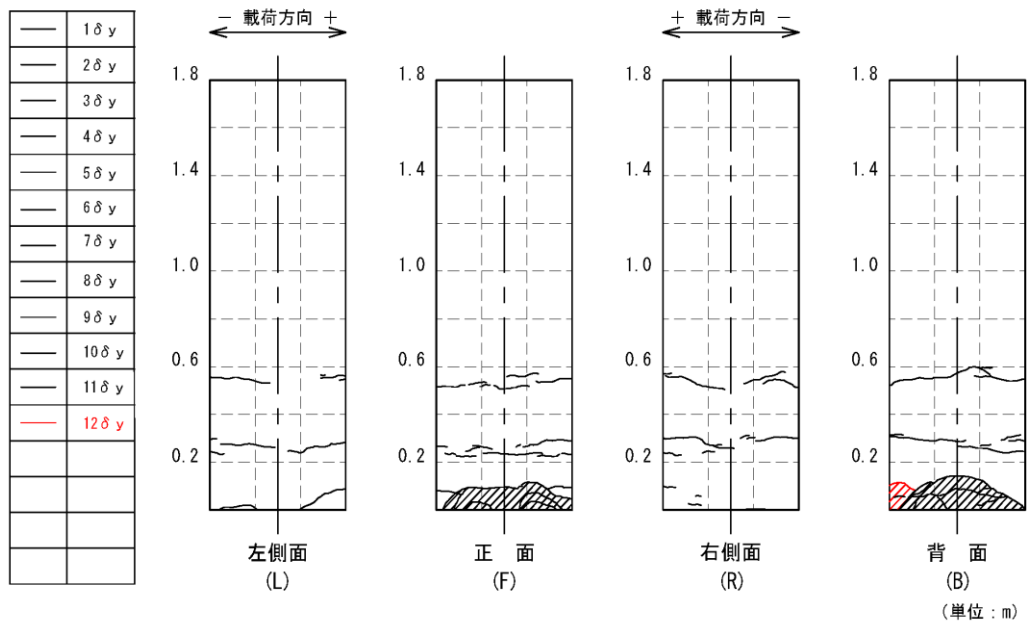 1δy
2δy
3δy
4δy
5δy
6δy
7δy
8δy
9δy
10δy
11δy
12δy
− 載荷方向 +
+ 載荷方向 −
1.8
1.4
1.0
0.6
0.2
左側面
(L)
1.8
1.4
1.0
0.6
0.2
正 面
(F)
1.8
1.4
1.0
0.6
0.2
右側面
(R)
1.8
1.4
1.0
0.6
0.2
背 面
(B)
(単位:m)